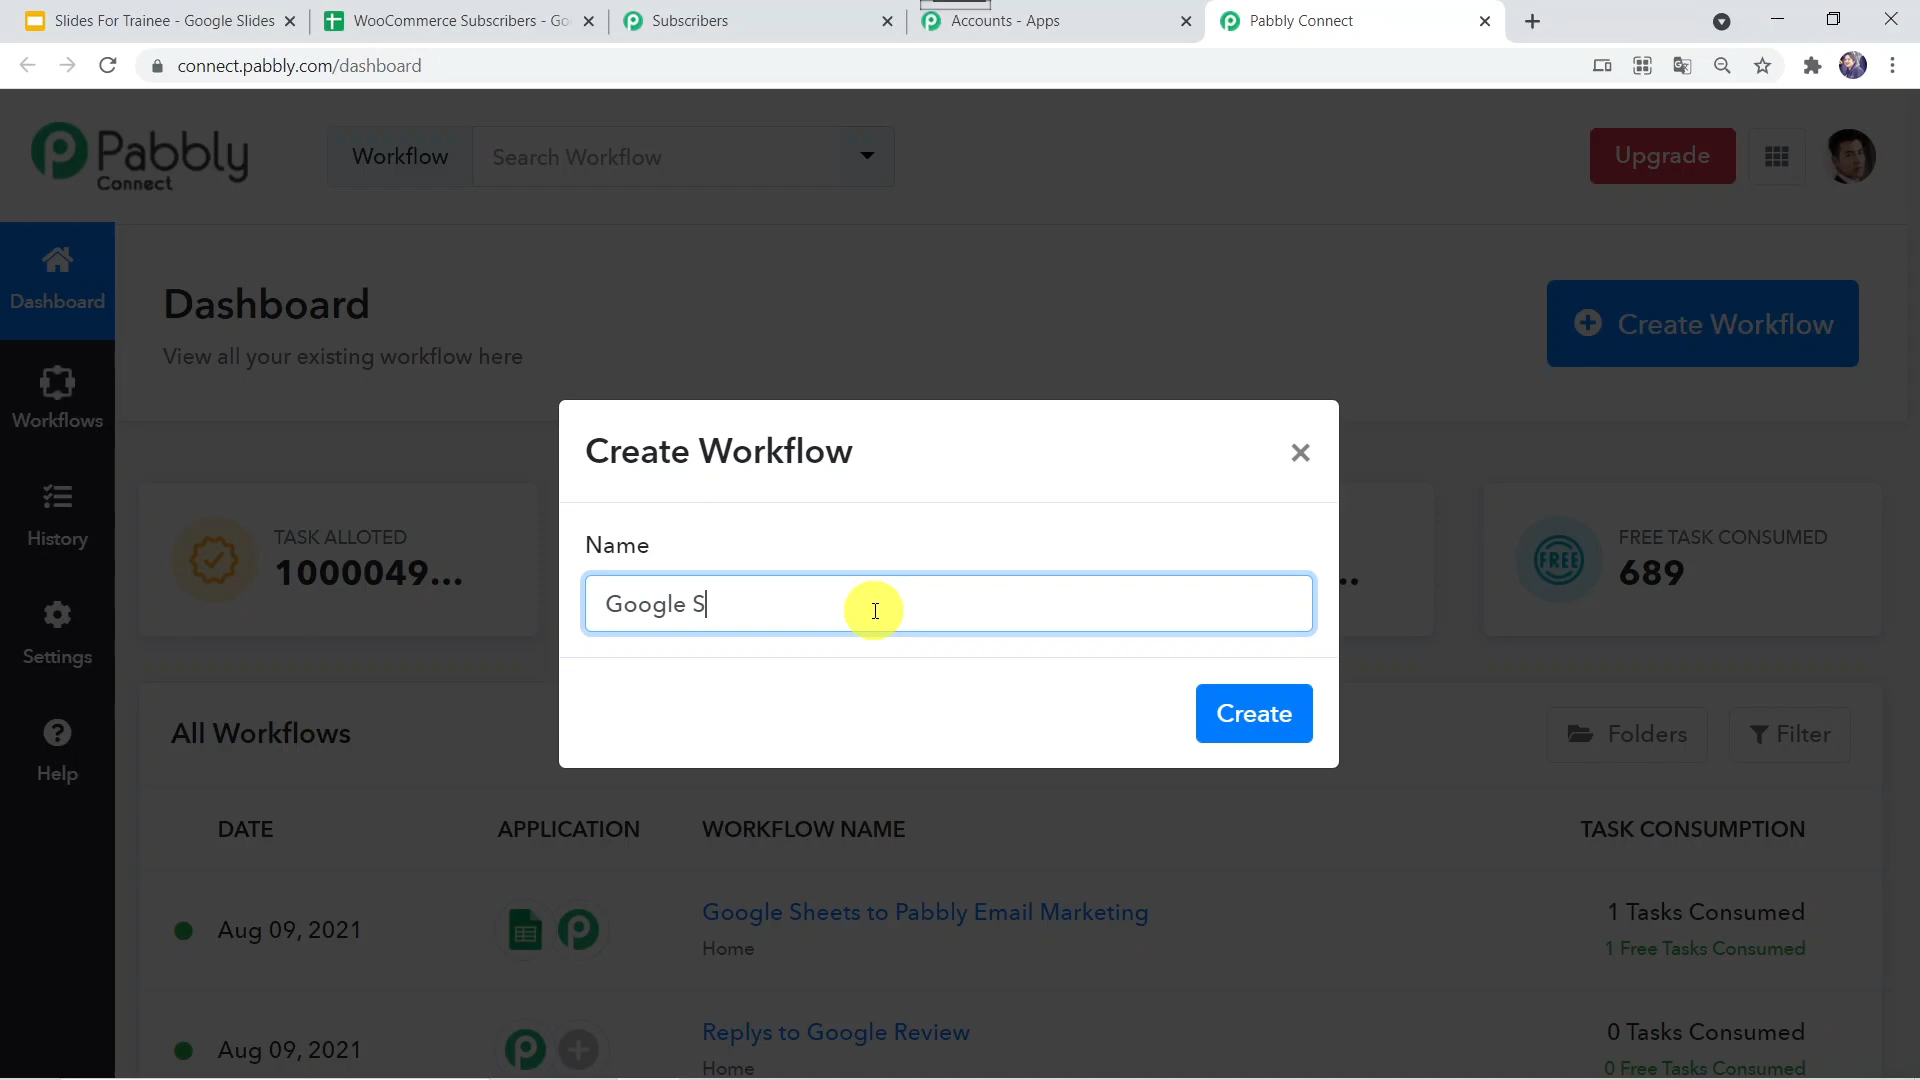 Slides For Trainee - Google Slides
WooCommerce Subscribers - Go
Subscribers
Accounts - Apps
Pabbly Connect
connect.pabbly.com/dashboard
Pabbly
Connect
Workflow
Search Workflow
Upgrade
Dashboard
Workflows
History
Settings
Help
Dashboard
View all your existing workflow here
Create Workflow
TASK ALLOTED
1000049...
Create Workflow
Name
Google S
Create
FREE
FREE TASK CONSUMED
689
All Workflows
Folders
Filter
DATE APPLICATION WORKFLOW NAME TASK CONSUMPTION
Aug 09, 2021 Google Sheets to Pabbly Email Marketing 1 Tasks Consumed
Home 1 Free Tasks Consumed
Aug 09, 2021 Replys to Google Review 0 Tasks Consumed
Home 0 Free Tasks Consumed